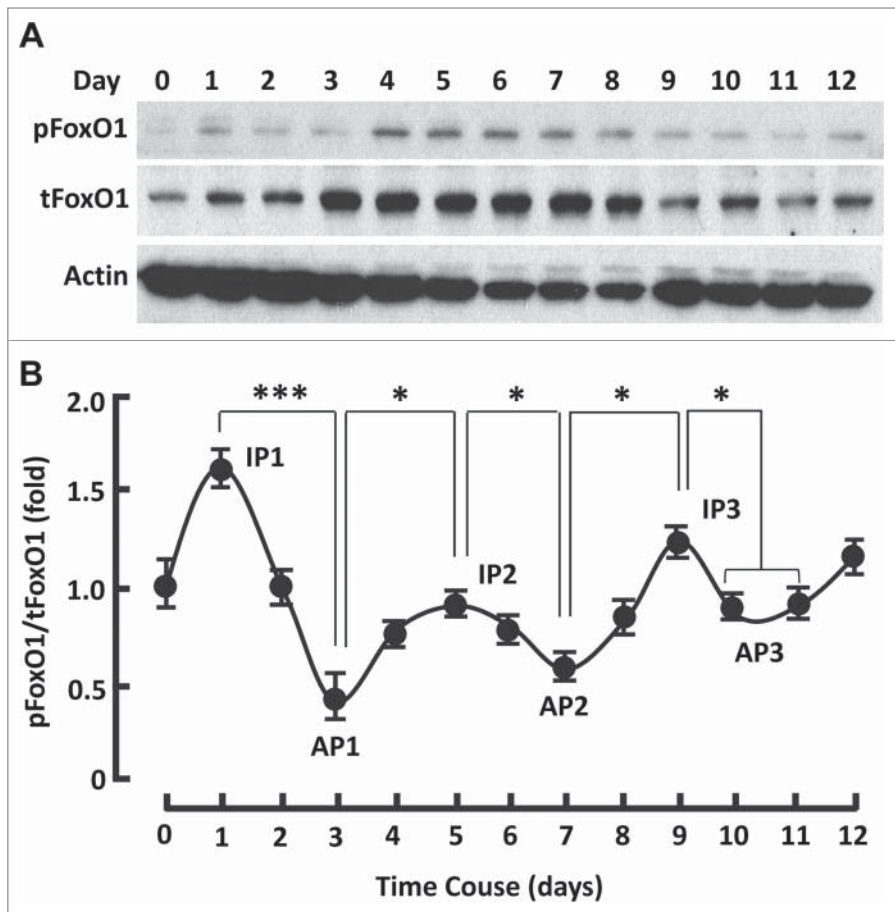 A
Day 0 1 2 3 4 5 6 7 8 9 10 11 12
pFoxO1
tFoxO1
Actin
B
pFoxO1/tFoxO1 (fold)
2.0
1.5
1.0
0.5
0
*** * * * *
IP1
IP2
IP3
AP1
AP2
AP3
0 1 2 3 4 5 6 7 8 9 10 11 12
Time Couse (days)